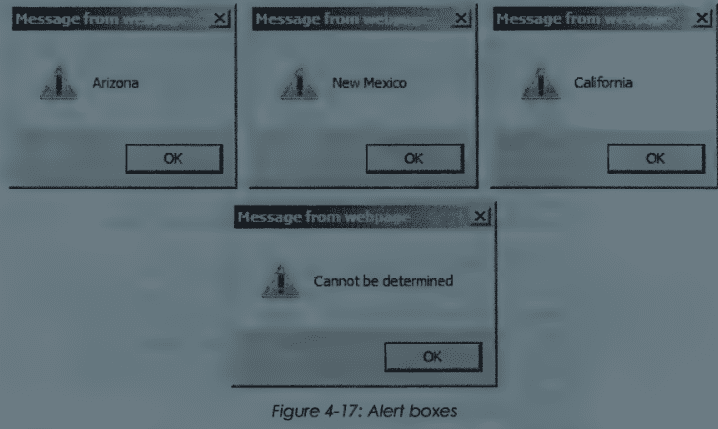 Message from webpage
Arizona
OK
Message from webpage
New Mexico
OK
Message from webpage
California
OK
Message from webpage
Cannot be determined
OK
Figure 4-17: Alert boxes